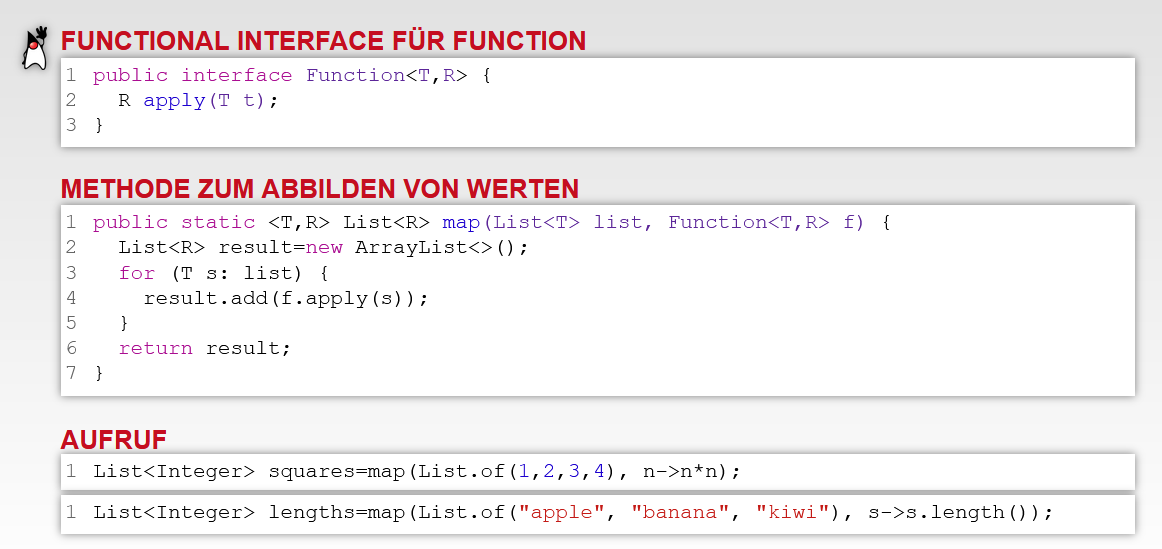 FUNCTIONAL INTERFACE FÜR FUNCTION
1 public interface Function<T,R> {
2   R apply(T t);
3 }
METHODE ZUM ABBILDEN VON WERTEN
1 public static <T,R> List<R> map(List<T> list, Function<T,R> f) {
2   List<R> result=new ArrayList<>();
3   for (T s: list) {
4     result.add(f.apply(s));
5   }
6   return result;
7 }
AUFRUF
1 List<Integer> squares=map(List.of(1,2,3,4), n->n*n);
1 List<Integer> lengths=map(List.of("apple", "banana", "kiwi"), s->s.length());